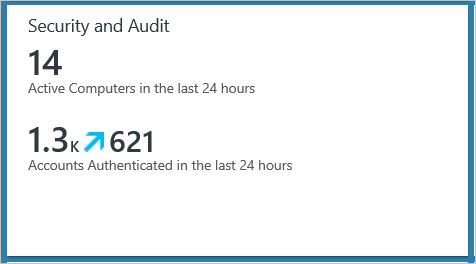 Security and Audit
14
Active Computers in the last 24 hours
1.3K 621
Accounts Authenticated in the last 24 hours